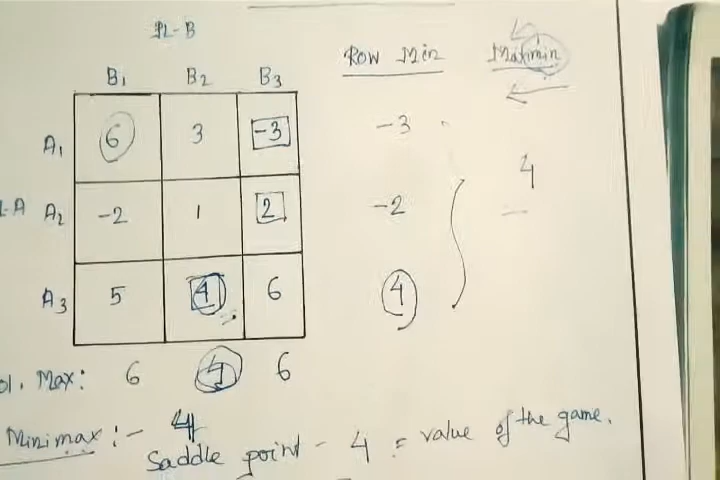 PL-B
B1 B2 B3 Row Min Maximin
A1 6 3 -3 -3
4
A A2 -2 1 2 -2
A3 5 4 6 4
ol. Max: 6 4 6
Minimax :- 4
Saddle point - 4 = value of the game.